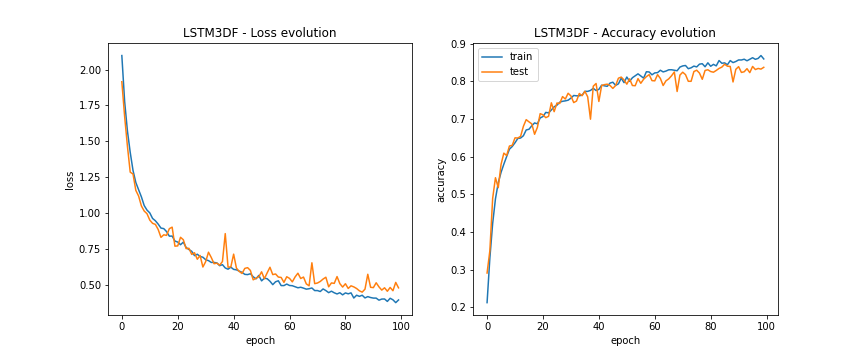 LSTM3DF - Loss evolution
2.00
1.75
1.50
1.25
1.00
0.75
0.50
loss
0 20 40 60 80 100
epoch
LSTM3DF - Accuracy evolution
train
test
0.9
0.8
0.7
0.6
0.5
0.4
0.3
0.2
accuracy
0 20 40 60 80 100
epoch